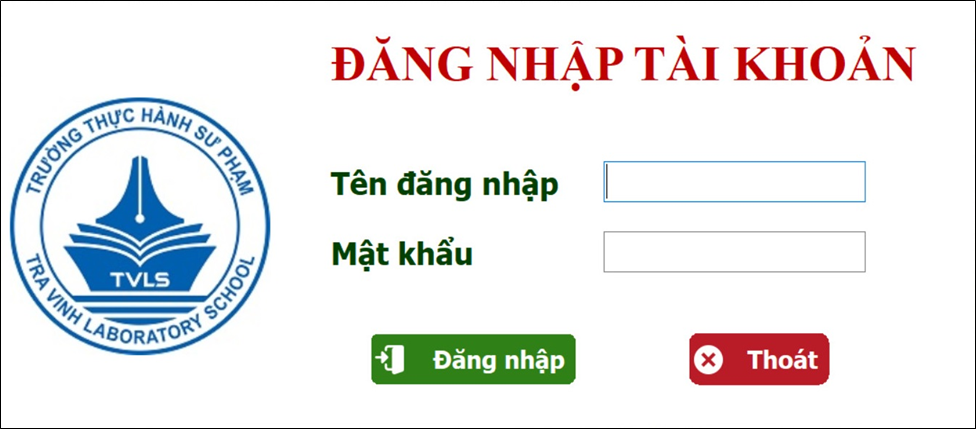 ĐĂNG NHẬP TÀI KHOẢN
TRƯỜNG THỰC HÀNH SƯ PHẠM
TVLS
TRA VINH LABORATORY SCHOOL
Tên đăng nhập
Mật khẩu
Đăng nhập
Thoát